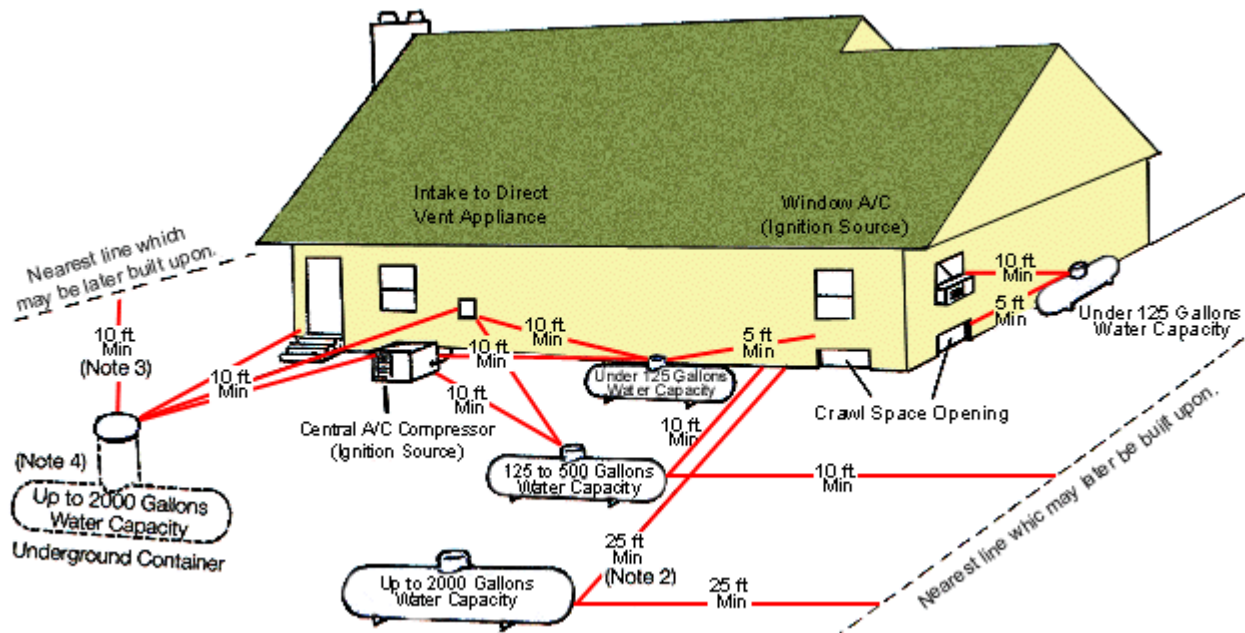 Intake to Direct
Vent Appliance
Window A/C
(Ignition Source)
Nearest line which
may be later built upon.
10 ft
Min
(Note 3)
10 ft
Min
10 ft
Min
10 ft
Min
10 ft
Min
5 ft
Min
10 ft
Min
5 ft
Min
Under 125 Gallons
Water Capacity
Under 125 Gallons
Water Capacity
Central A/C Compressor
(Ignition Source)
Crawl Space Opening
10 ft
Min
(Note 4)
Up to 2000 Gallons
Water Capacity
Underground Container
125 to 500 Gallons
Water Capacity
10 ft
Min
25 ft
Min
(Note 2)
Up to 2000 Gallons
Water Capacity
25 ft
Min
Nearest line whic may later be built upon.